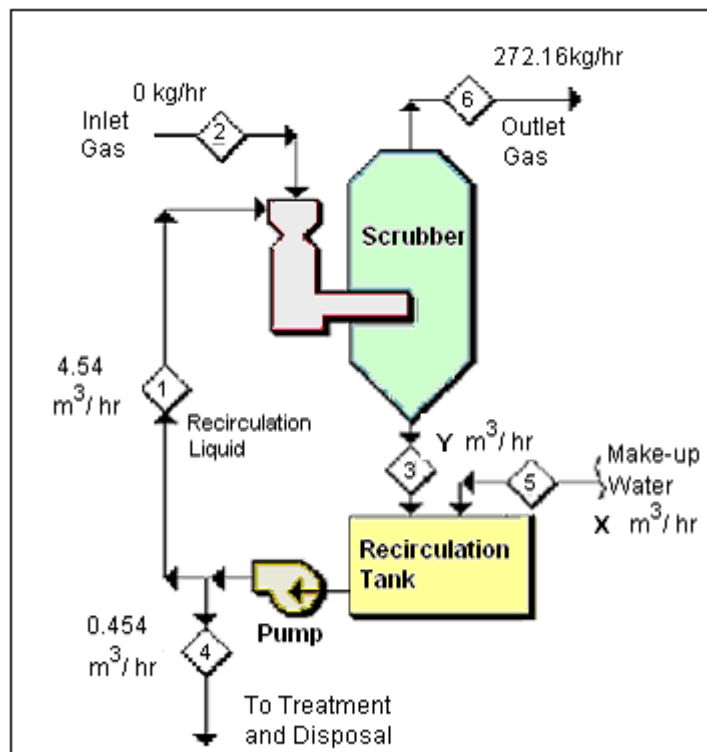 272.16kg/hr
0 kg/hr
6
Inlet
Gas
2
Outlet
Gas
Scrubber
4.54
m³/ hr
1
Recirculation
Liquid
Y m³/ hr
3
5
Make-up
Water
X m³/ hr
Recirculation
Tank
Pump
0.454
m³/ hr
4
To Treatment
and Disposal